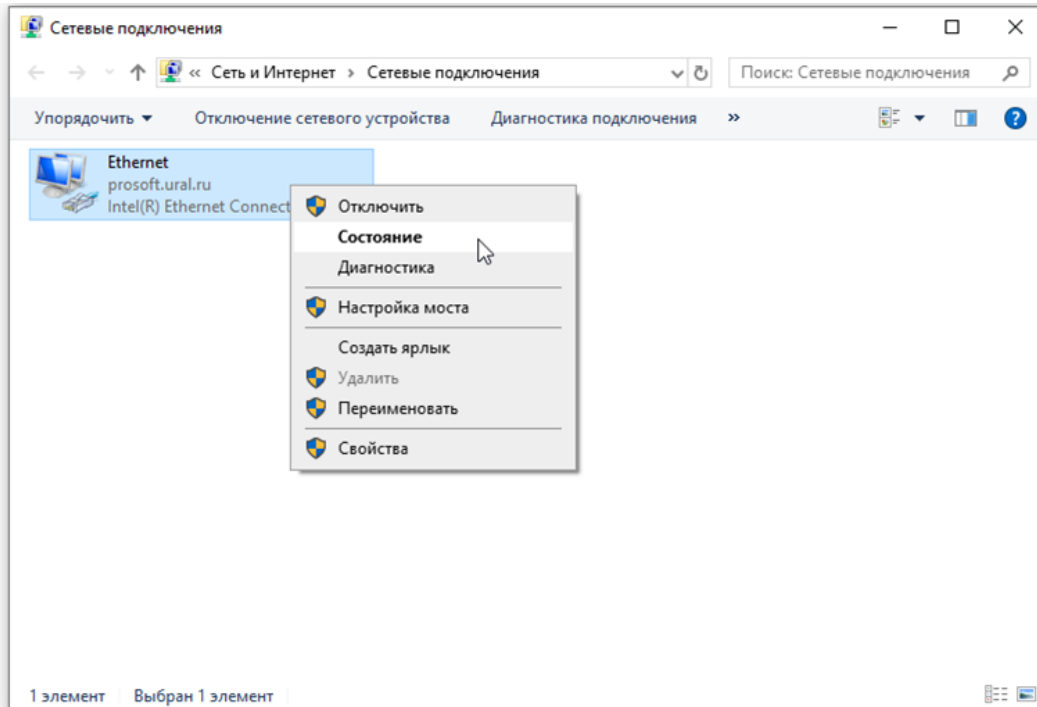 Сетевые подключения
« Сеть и Интернет › Сетевые подключения
Поиск: Сетевые подключения
Упорядочить Отключение сетевого устройства Диагностика подключения »
Ethernet
prosoft.ural.ru
Intel(R) Ethernet Connect
Отключить
Состояние
Диагностика
Настройка моста
Создать ярлык
Удалить
Переименовать
Свойства
1 элемент Выбран 1 элемент